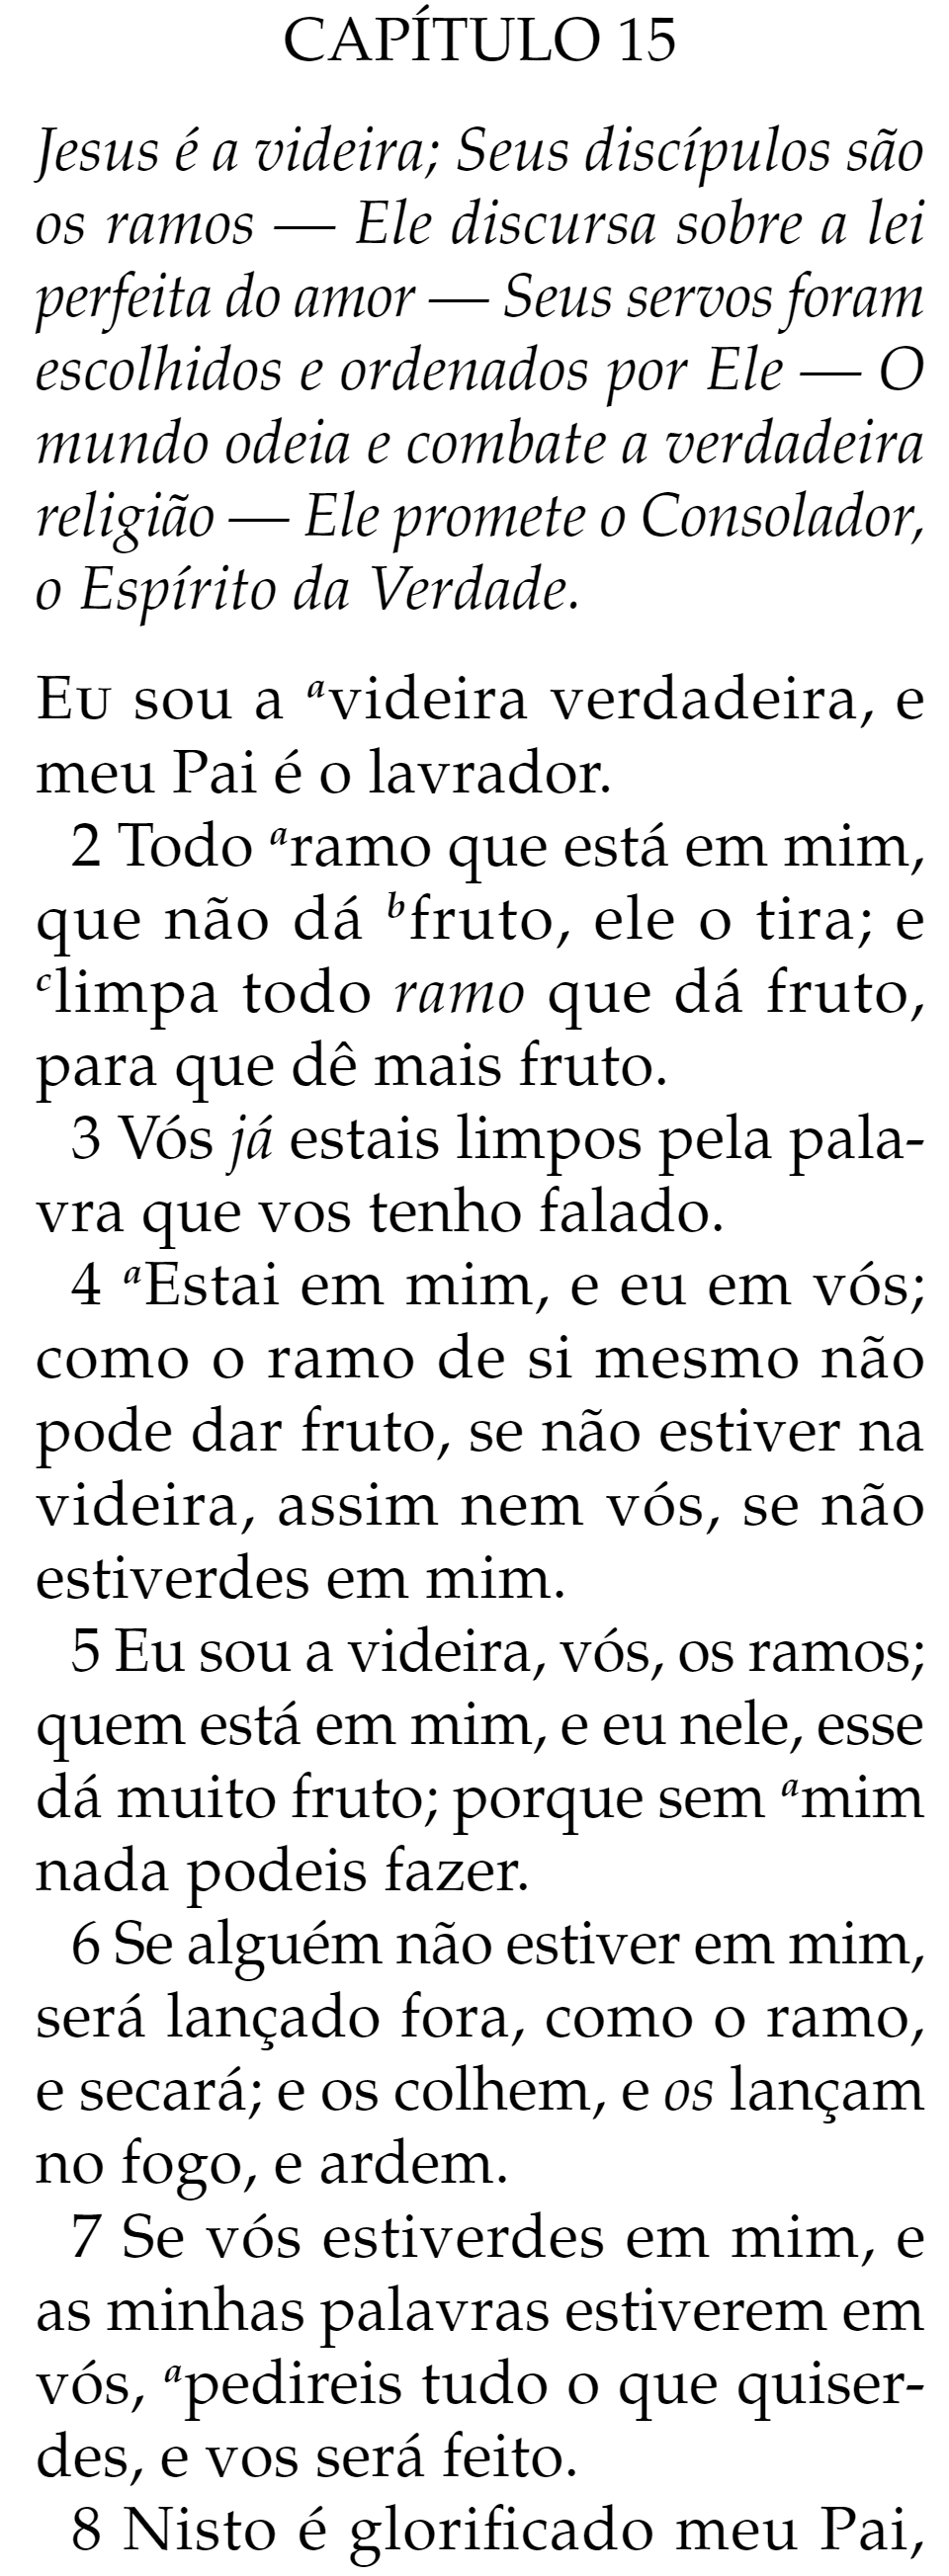 CAPÍTULO 15
Jesus é a videira; Seus discípulos são
os ramos — Ele discursa sobre a lei
perfeita do amor — Seus servos foram
escolhidos e ordenados por Ele — O
mundo odeia e combate a verdadeira
religião — Ele promete o Consolador,
o Espírito da Verdade.
Eu sou a avideira verdadeira, e
meu Pai é o lavrador.
2 Todo aramo que está em mim,
que não dá bfruto, ele o tira; e
climpa todo ramo que dá fruto,
para que dê mais fruto.
3 Vós já estais limpos pela pala-
vra que vos tenho falado.
4 aEstai em mim, e eu em vós;
como o ramo de si mesmo não
pode dar fruto, se não estiver na
videira, assim nem vós, se não
estiverdes em mim.
5 Eu sou a videira, vós, os ramos;
quem está em mim, e eu nele, esse
dá muito fruto; porque sem amim
nada podeis fazer.
6 Se alguém não estiver em mim,
será lançado fora, como o ramo,
e secará; e os colhem, e os lançam
no fogo, e ardem.
7 Se vós estiverdes em mim, e
as minhas palavras estiverem em
vós, apedireis tudo o que quiser-
des, e vos será feito.
8 Nisto é glorificado meu Pai,